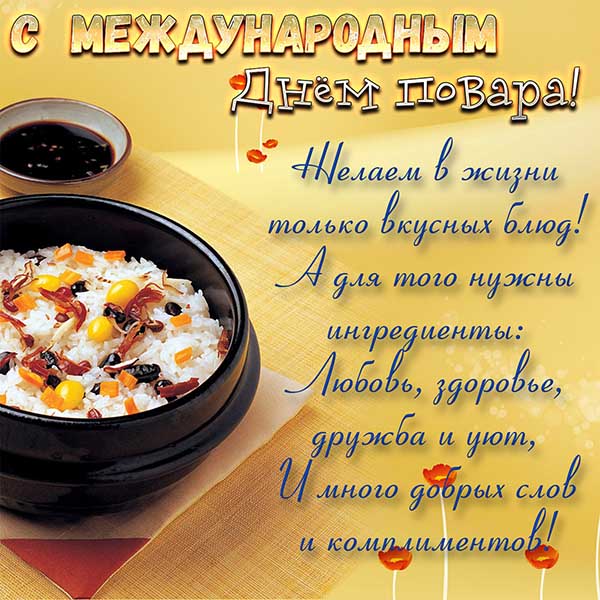 С МЕЖДУНАРОДНЫМ
Днём повара!
Желаем в жизни
только вкусных блюд!
А для того нужны
ингредиенты:
Любовь, здоровье,
дружба и уют,
И много добрых слов
и комплиментов!